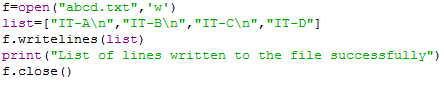 f=open("abcd.txt",'w')
list=["IT-A\n","IT-B\n","IT-C\n","IT-D"]
f.writelines(list)
print("List of lines written to the file successfully")
f.close()